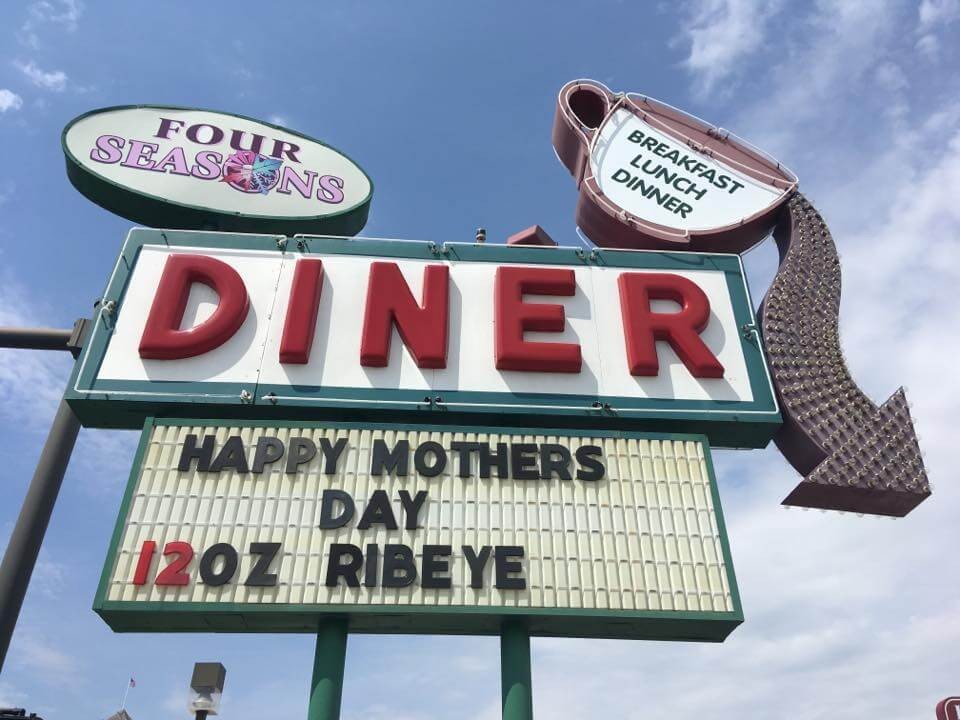 FOUR
SEASONS
BREAKFAST
LUNCH
DINNER
DINER
HAPPY MOTHERS
DAY
12OZ RIBEYE